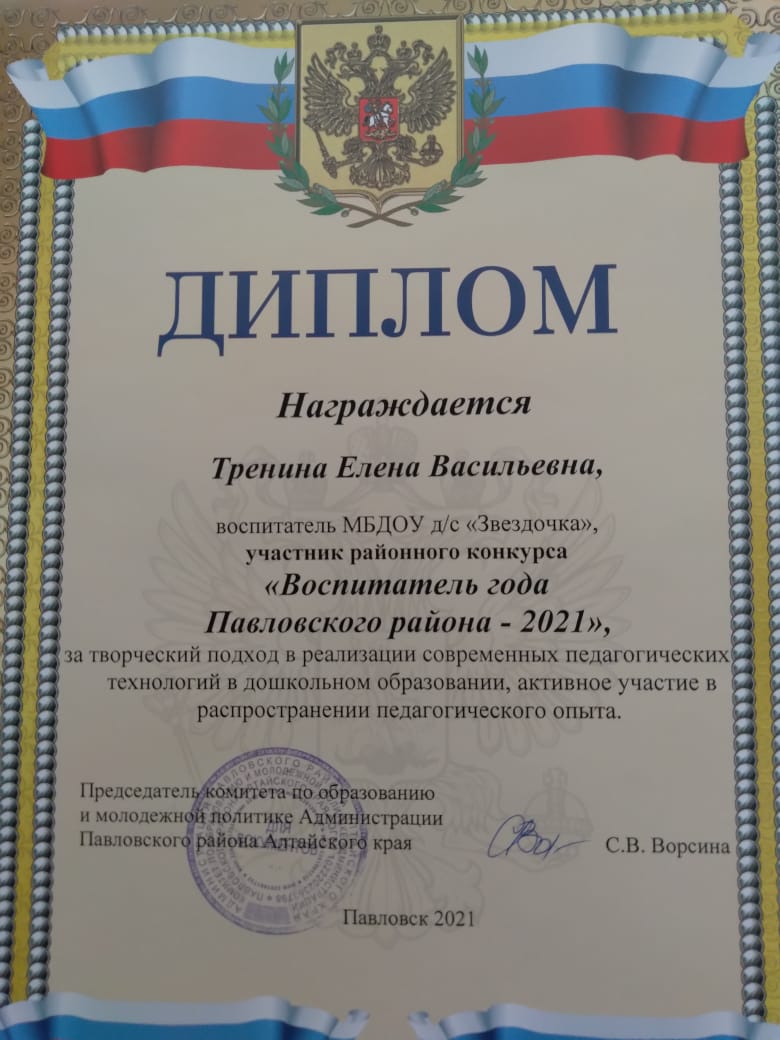 ДИПЛОМ
Награждается
Тренина Елена Васильевна,
воспитатель МБДОУ д/с «Звездочка»,
участник районного конкурса
«Воспитатель года
Павловского района - 2021»,
за творческий подход в реализации современных педагогических
технологий в дошкольном образовании, активное участие в
распространении педагогического опыта.
Председатель комитета по образованию
и молодежной политике Администрации
Павловского района Алтайского края
С.В. Ворсина
ДЛЯ
ДОКУМЕНТОВ
Павловск 2021